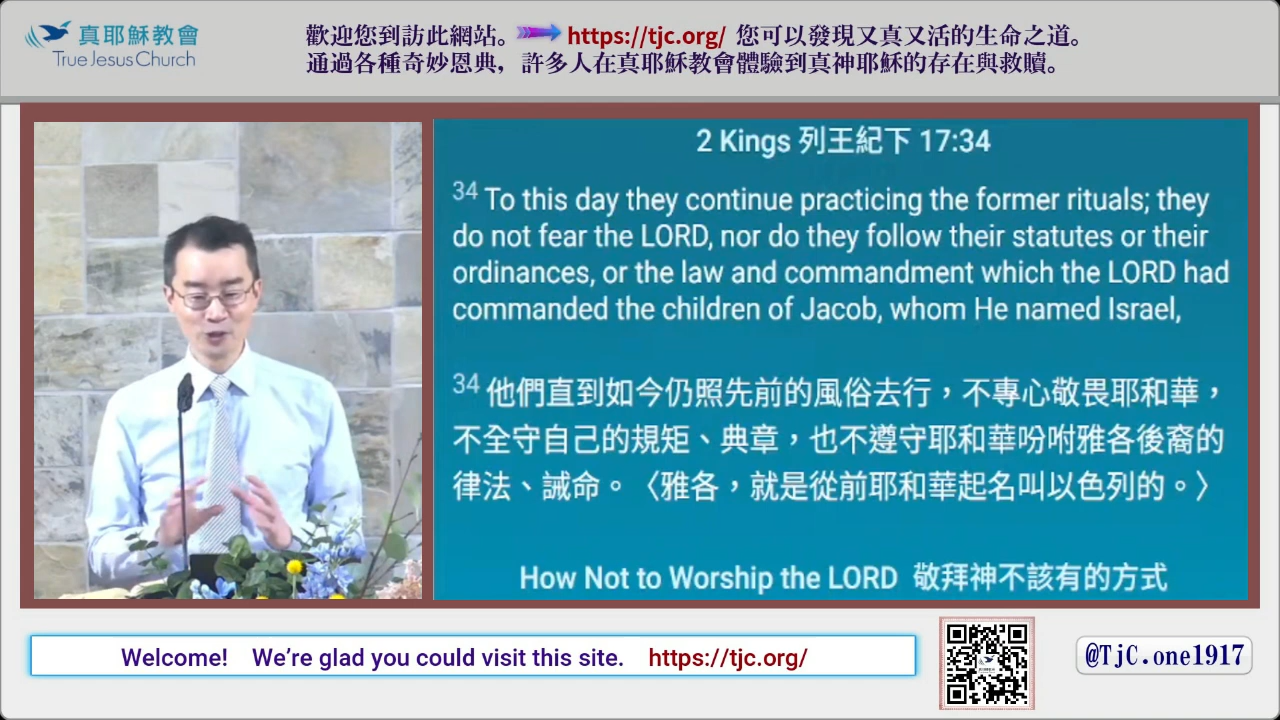 真耶穌教會
True Jesus Church
歡迎您到訪此網站。 https://tjc.org/ 您可以發現又真又活的生命之道。
通過各種奇妙恩典，許多人在真耶穌教會體驗到真神耶穌的存在與救贖。
2 Kings 列王紀下 17:34
34 To this day they continue practicing the former rituals; they
do not fear the LORD, nor do they follow their statutes or their
ordinances, or the law and commandment which the LORD had
commanded the children of Jacob, whom He named Israel,
34 他們直到如今仍照先前的風俗去行，不專心敬畏耶和華，
不全守自己的規矩、典章，也不遵守耶和華吩咐雅各後裔的
律法、誡命。〈雅各，就是從前耶和華起名叫以色列的。〉
How Not to Worship the LORD 敬拜神不該有的方式
Welcome! We’re glad you could visit this site. https://tjc.org/
@TjC.one1917